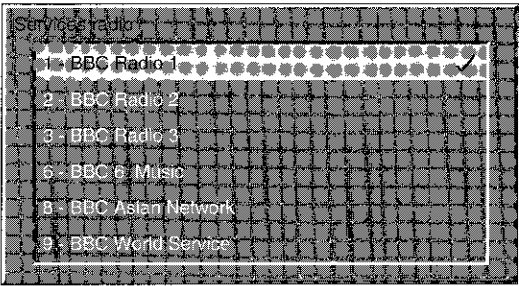 Services radio
1 - BBC Radio 1
2 - BBC Radio 2
3 - BBC Radio 3
6 - BBC 6 Music
8 - BBC Asian Network
9 - BBC World Service